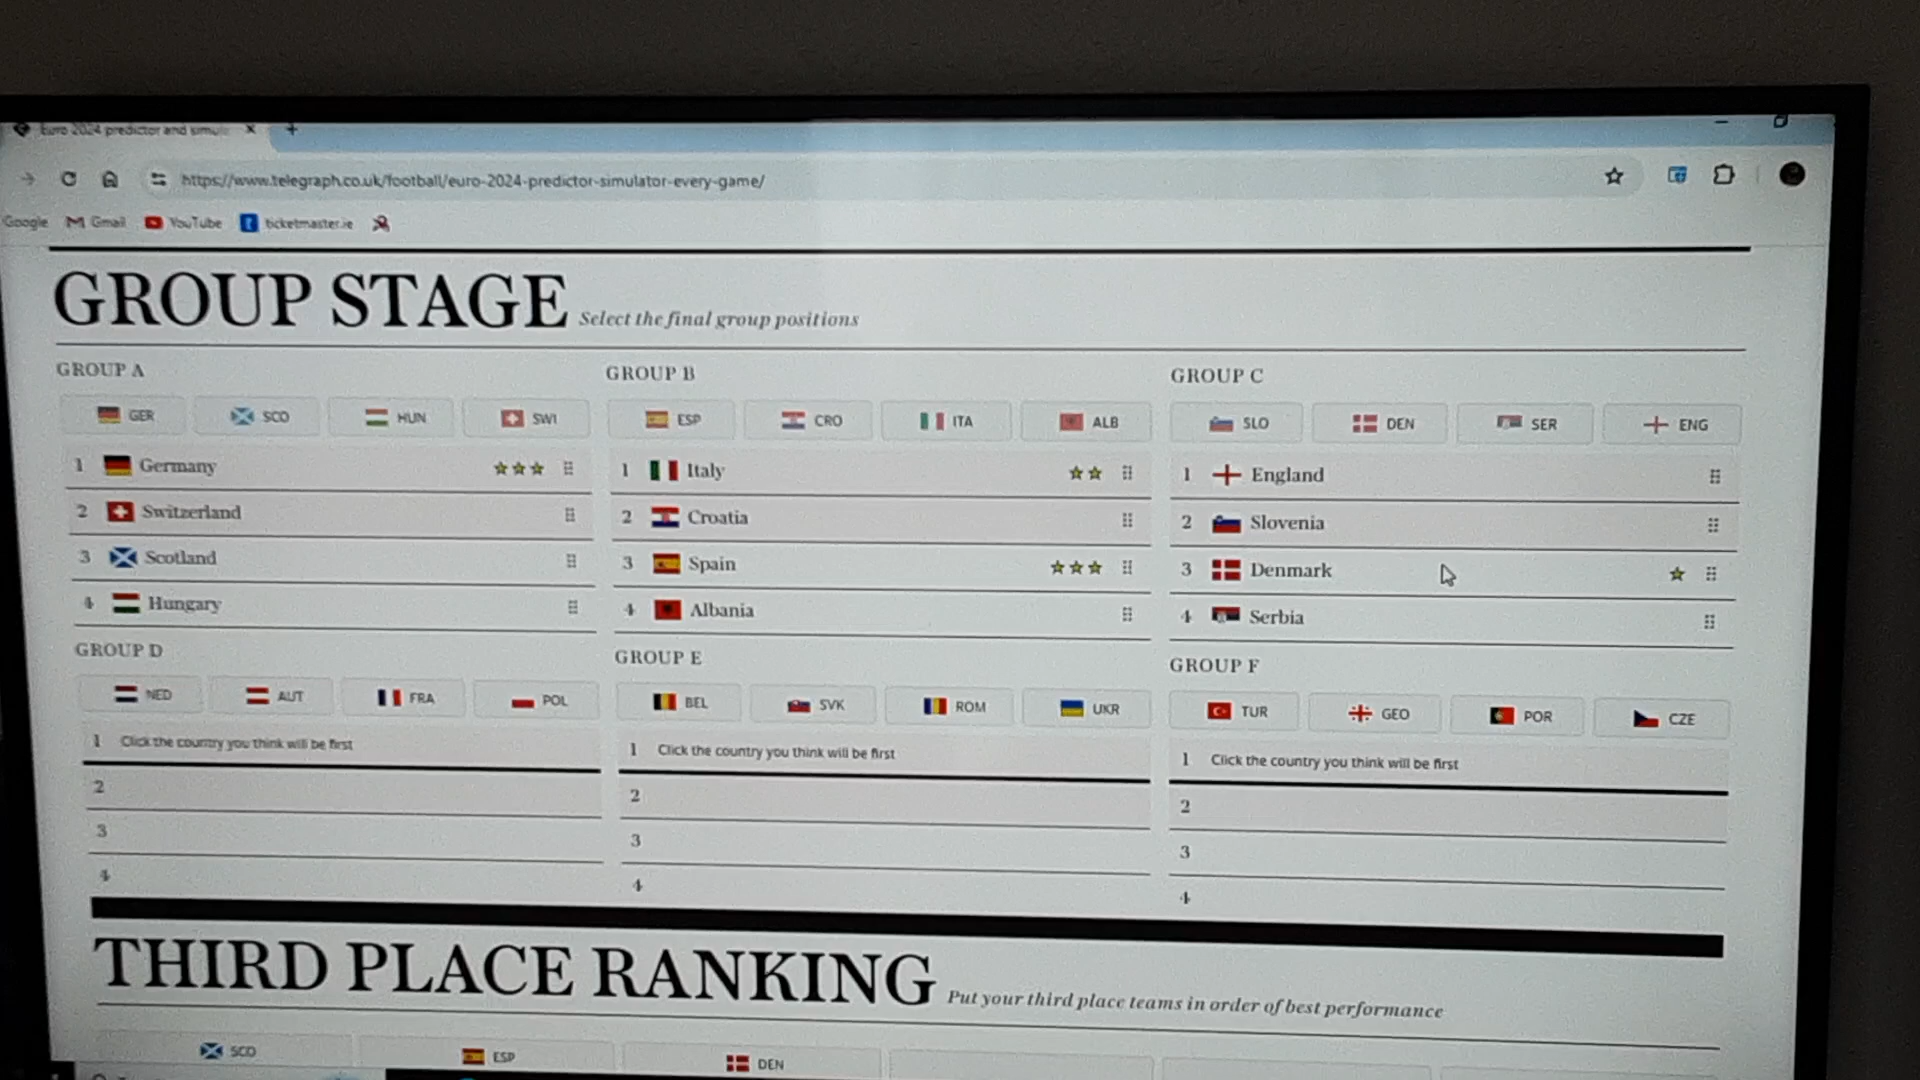 Euro 2024 predictor and simul
https://www.telegraph.co.uk/football/euro-2024-predictor-simulator-every-game/
Google Gmail YouTube ticketmaster.ie
GROUP STAGE Select the final group positions
GROUP A
GER SCO HUN SWI
1 Germany
2 Switzerland
3 Scotland
4 Hungary
GROUP B
ESP CRO ITA ALB
1 Italy
2 Croatia
3 Spain
4 Albania
GROUP C
SLO DEN SER ENG
1 England
2 Slovenia
3 Denmark
4 Serbia
GROUP D
NED AUT FRA POL
1 Click the country you think will be first
2
3
4
GROUP E
BEL SVK ROM UKR
1 Click the country you think will be first
2
3
4
GROUP F
TUR GEO POR CZE
1 Click the country you think will be first
2
3
4
THIRD PLACE RANKING Put your third place teams in order of best performance
SCO ESP DEN